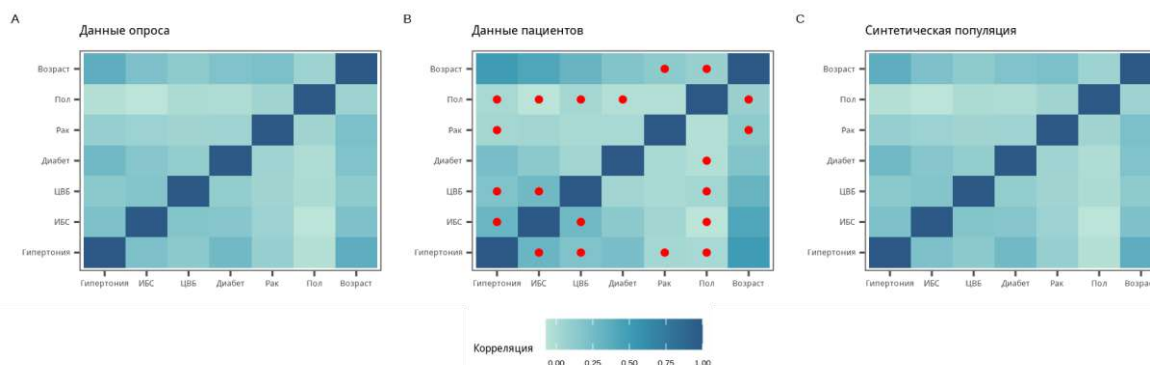 A
Данные опроса
Возраст
Пол
Рак
Диабет
ЦВБ
ИБС
Гипертония
Гипертония ИБС ЦВБ Диабет Рак Пол Возраст
B
Данные пациентов
Возраст
Пол
Рак
Диабет
ЦВБ
ИБС
Гипертония
Гипертония ИБС ЦВБ Диабет Рак Пол Возраст
C
Синтетическая популяция
Возраст
Пол
Рак
Диабет
ЦВБ
ИБС
Гипертония
Гипертония ИБС ЦВБ Диабет Рак Пол Возраст
Корреляция
0.00 0.25 0.50 0.75 1.00